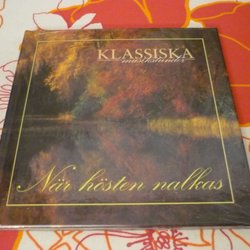 KLASSISKA
musikstunder
När hösten nalkas